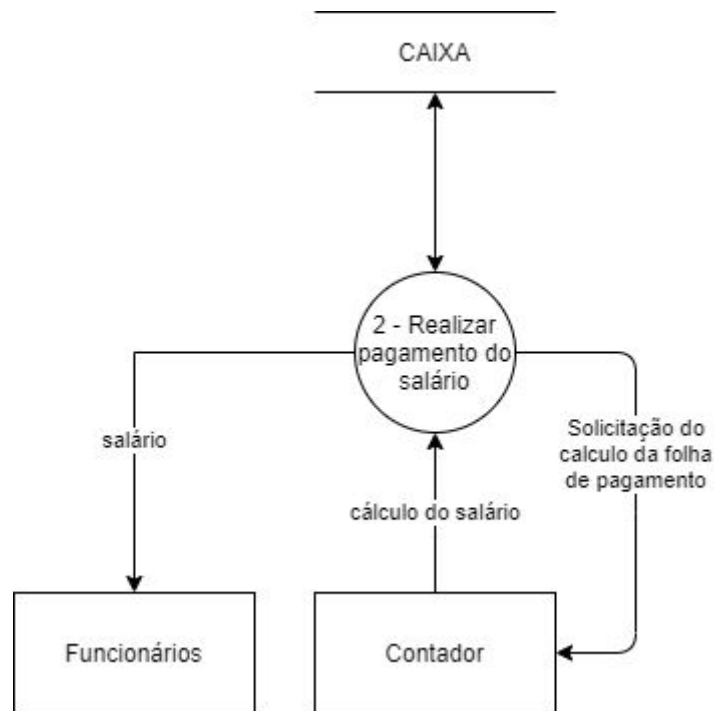 CAIXA
2 - Realizar
pagamento do
salário
salário
Solicitação do
calculo da folha
de pagamento
cálculo do salário
Funcionários
Contador